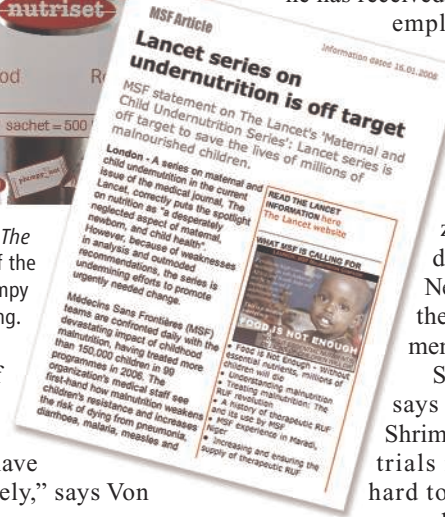 nutriset
od
R
sachet = 500
The
f the
mpy
ng.
f
ave
ely,” says Von
he has received
empl
MSF Article
Information dated 16.01.2008
Lancet series on
undernutrition is off target
MSF statement on The Lancet's 'Maternal and
Child Undernutrition Series': Lancet series is
off target to save the lives of millions of
malnourished children.
London - A series on maternal and
child undernutrition in the current
issue of the medical journal, The
Lancet, correctly puts the spotlight
on nutrition as "a desperately
neglected aspect of maternal,
newborn, and child health".
However, because of weaknesses
in analysis and outmoded
recommendations, the series is
undermining efforts to promote
urgently needed change.
Médecins Sans Frontières (MSF)
teams are confronted daily with the
devastating impact of childhood
malnutrition, having treated more
than 150,000 children in 99
programmes in 2006. The
organization's medical staff see
first-hand how malnutrition weakens
children's resistance and increases
the risk of dying from pneumonia,
diarrhoea, malaria, measles and
READ THE LANCET
INFORMATION here
The Lancet website
WHAT MSF IS CALLING FOR
FOOD IS NOT ENOUGH
• Food is Not Enough - Without
essential nutrients, millions of
children will die
• Understanding malnutrition
• Treating malnutrition: The
RUF revolution
• A history of therapeutic RUF
and its use by MSF
• MSF experience in Maradi,
Niger
• Increasing and ensuring the
supply of therapeutic RUF
z
d
N
the
men
S
says
Shrim
trials
hard to